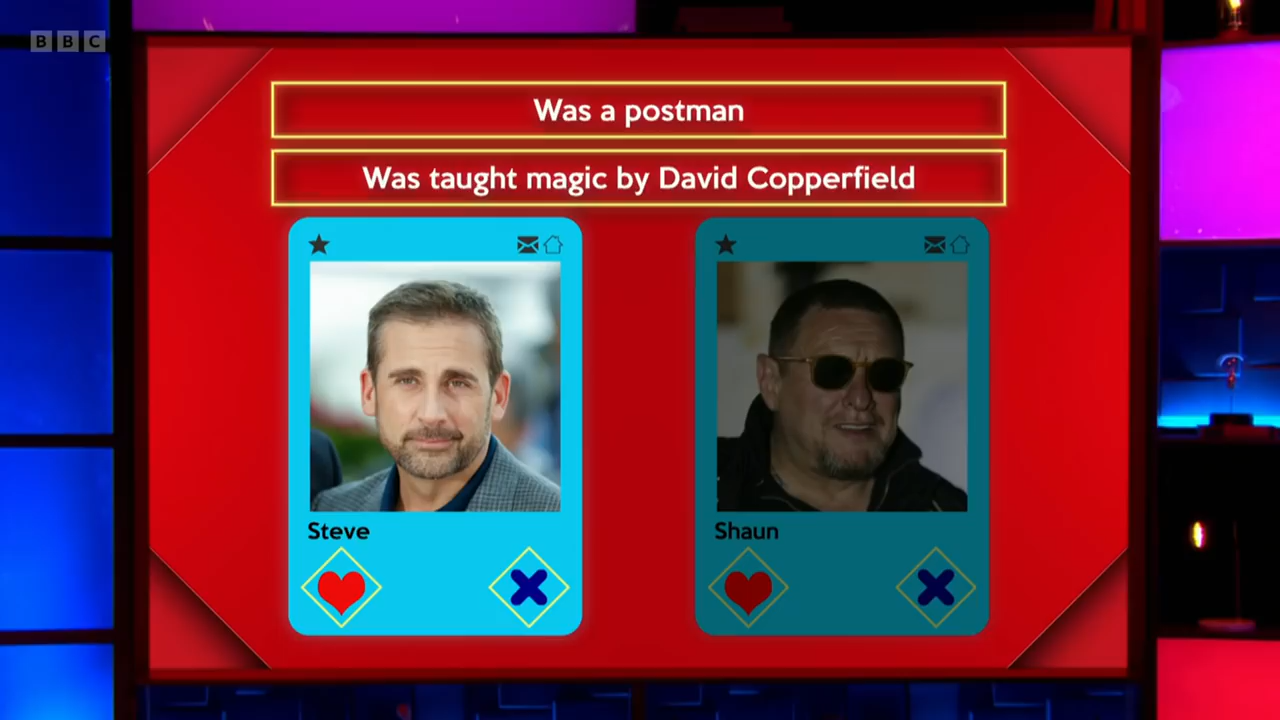 BBC
Was a postman
Was taught magic by David Copperfield
Steve
Shaun